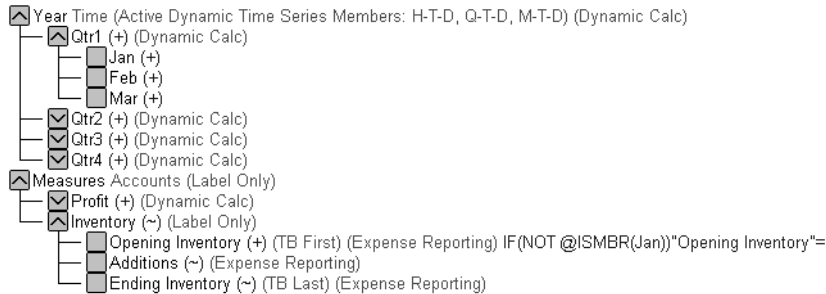 Year Time (Active Dynamic Time Series Members: H-T-D, Q-T-D, M-T-D) (Dynamic Calc)
Qtr1 (+) (Dynamic Calc)
Jan (+)
Feb (+)
Mar (+)
Qtr2 (+) (Dynamic Calc)
Qtr3 (+) (Dynamic Calc)
Qtr4 (+) (Dynamic Calc)
Measures Accounts (Label Only)
Profit (+) (Dynamic Calc)
Inventory (~) (Label Only)
Opening Inventory (+) (TB First) (Expense Reporting) IF(NOT @ISMBR(Jan))"Opening Inventory"=
Additions (~) (Expense Reporting)
Ending Inventory (~) (TB Last) (Expense Reporting)